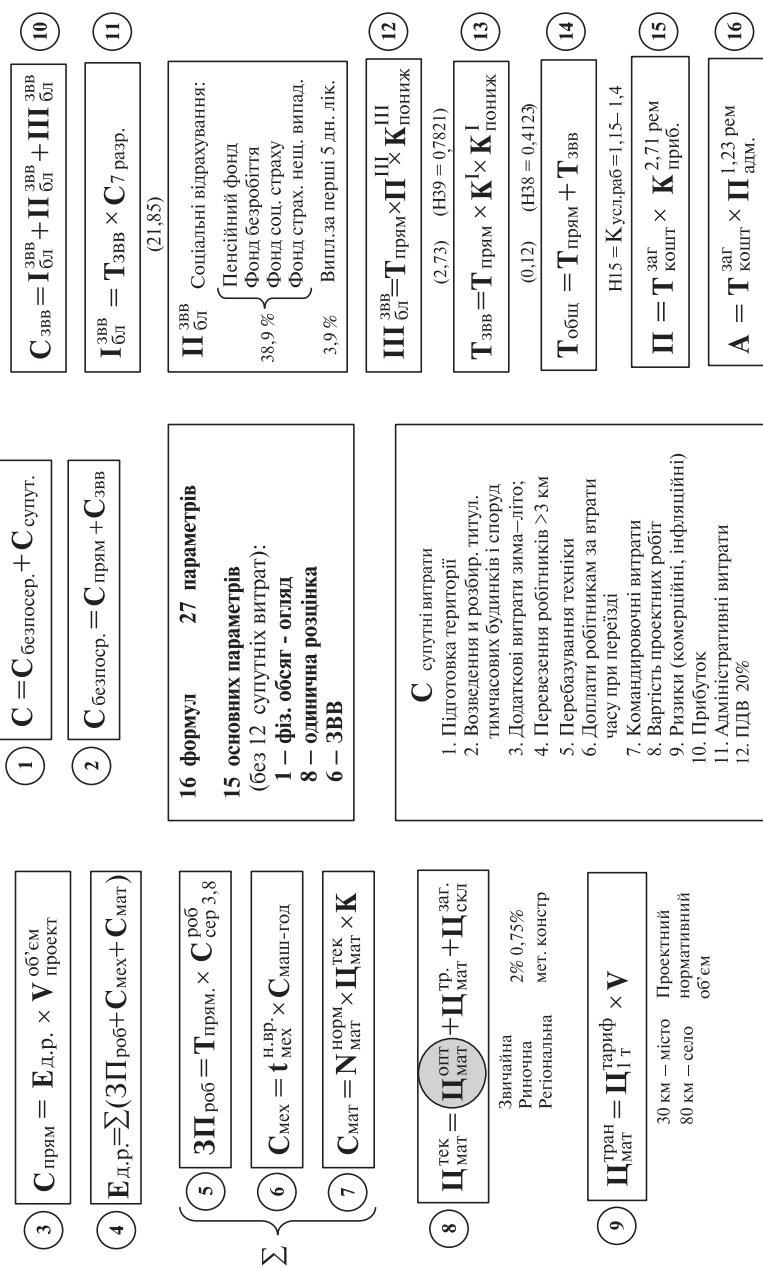 1 С = С безпосер. + С супут.
2 С безпоср. = С прям + С ЗВВ
3 С прям = Е д.р. × V об’єм проект
4 Е д.р. = Σ(ЗП роб + С мех + С мат)
Σ
5 ЗП роб = Т прям. × С роб сер 3,8
6 С мех = t н.вр. мех × С маш-год
7 С мат = N норм мат × Ц тек мат × К
8 Ц тек мат = Ц опт мат + Ц тр. мат + Ц заг. скл
Звичайна
Риночна 2% 0,75%
Регіональна мет. констр
9 Ц тран мат = Ц тариф 1 т × V
30 км – місто Проектний
80 км – село нормативний
об’єм
16 формул 27 параметрів
15 основних параметрів
(без 12 супутніх витрат):
1 – фіз. обсяг - огляд
8 – одинична розцінка
6 – ЗВВ
С супутні витрати
1. Підготовка території
2. Возведення и розбир. титул.
тимчасових будинків і споруд
3. Додаткові витрати зима–літо;
4. Перевезення робітників >3 км
5. Перебазування техніки
6. Доплати робітникам за втрати
часу при переїзді
7. Командировочні витрати
8. Вартість проектних робіт
9. Ризики (комерційні, інфляційні)
10. Прибуток
11. Адміністративні витрати
12. ПДВ 20%
С ЗВВ = І ЗВВ бл + ІІ ЗВВ бл + ІІІ ЗВВ бл 10
І ЗВВ бл = Т ЗВВ × С 7 разр. 11
(21,85)
ІІ ЗВВ бл Соціальні відрахування:
Пенсійний фонд
Фонд безробіття
38,9 % Фонд соц. страху
Фонд страх. нещ. випад.
3,9 % Випл.за перші 5 дн. лік.
ІІІ ЗВВ бл = Т прям × П ІІІ × К ІІІ пониж 12
(2,73) (Н39 = 0,7821)
Т ЗВВ = Т прям × К І × К І пониж 13
(0,12) (Н38 = 0,4123)
Т общ = Т прям + Т ЗВВ 14
Н15 = К усл.раб = 1,15– 1,4
П = Т заг кошт × К 2,71 рем приб. 15
А = Т заг кошт × П 1,23 рем адм. 16